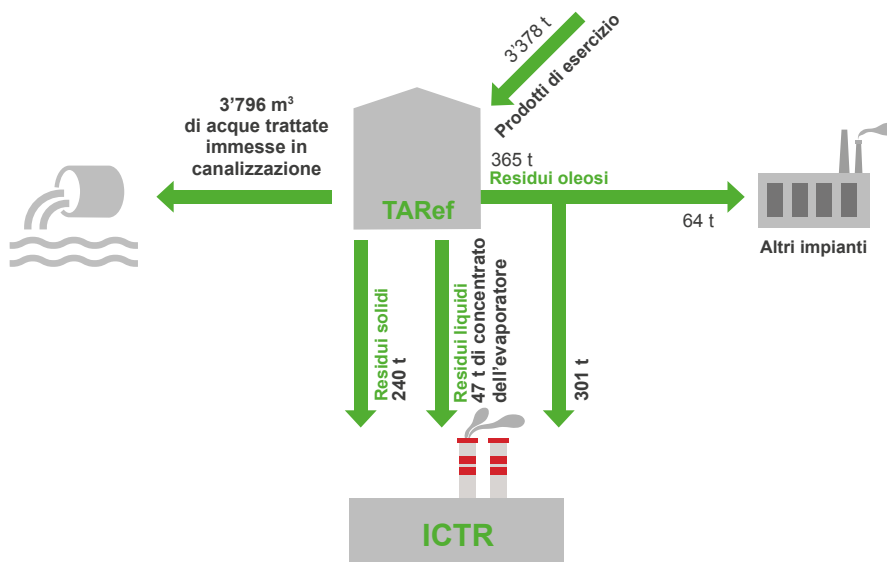 3'378 t
Prodotti di esercizio
3'796 m³
di acque trattate
immesse in
canalizzazione
TARef
365 t
Residui oleosi
64 t
Altri impianti
Residui solidi
240 t
Residui liquidi
47 t di concentrato
dell'evaporatore
301 t
ICTR